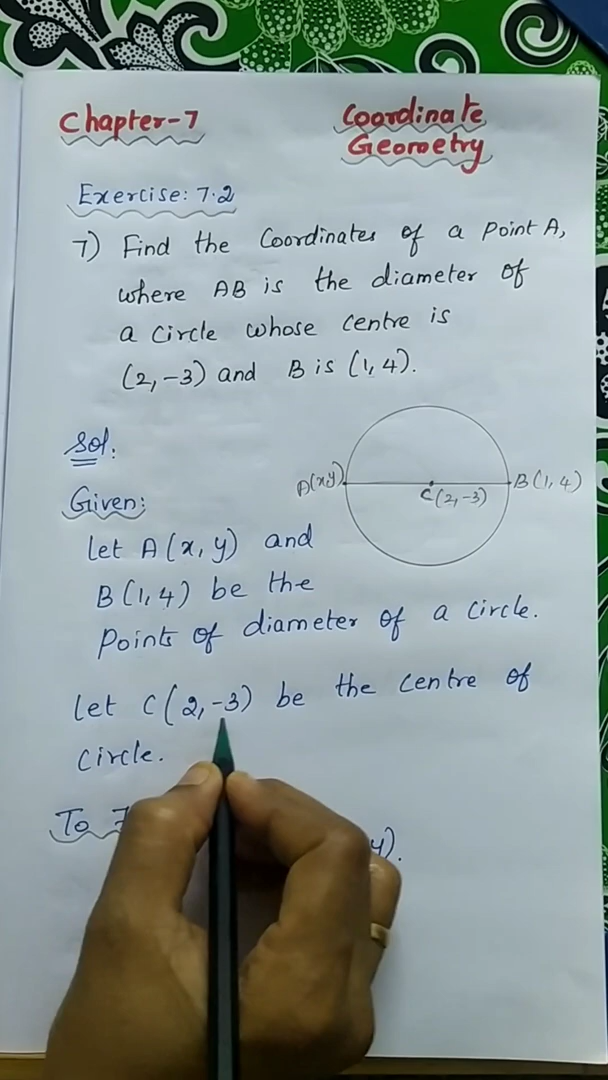 Chapter-7
Coordinate
Geometry
Exercise: 7.2
7) Find the Coordinates of a Point A,
where AB is the diameter of
a circle whose centre is
(2,-3) and B is (1,4).
Sol.
Given:
A(x,y)
C(2,-3)
B(1,4)
Let A(x,y) and
B(1,4) be the
Points of diameter of a circle.
Let C(2,-3) be the centre of
circle.
To
y).